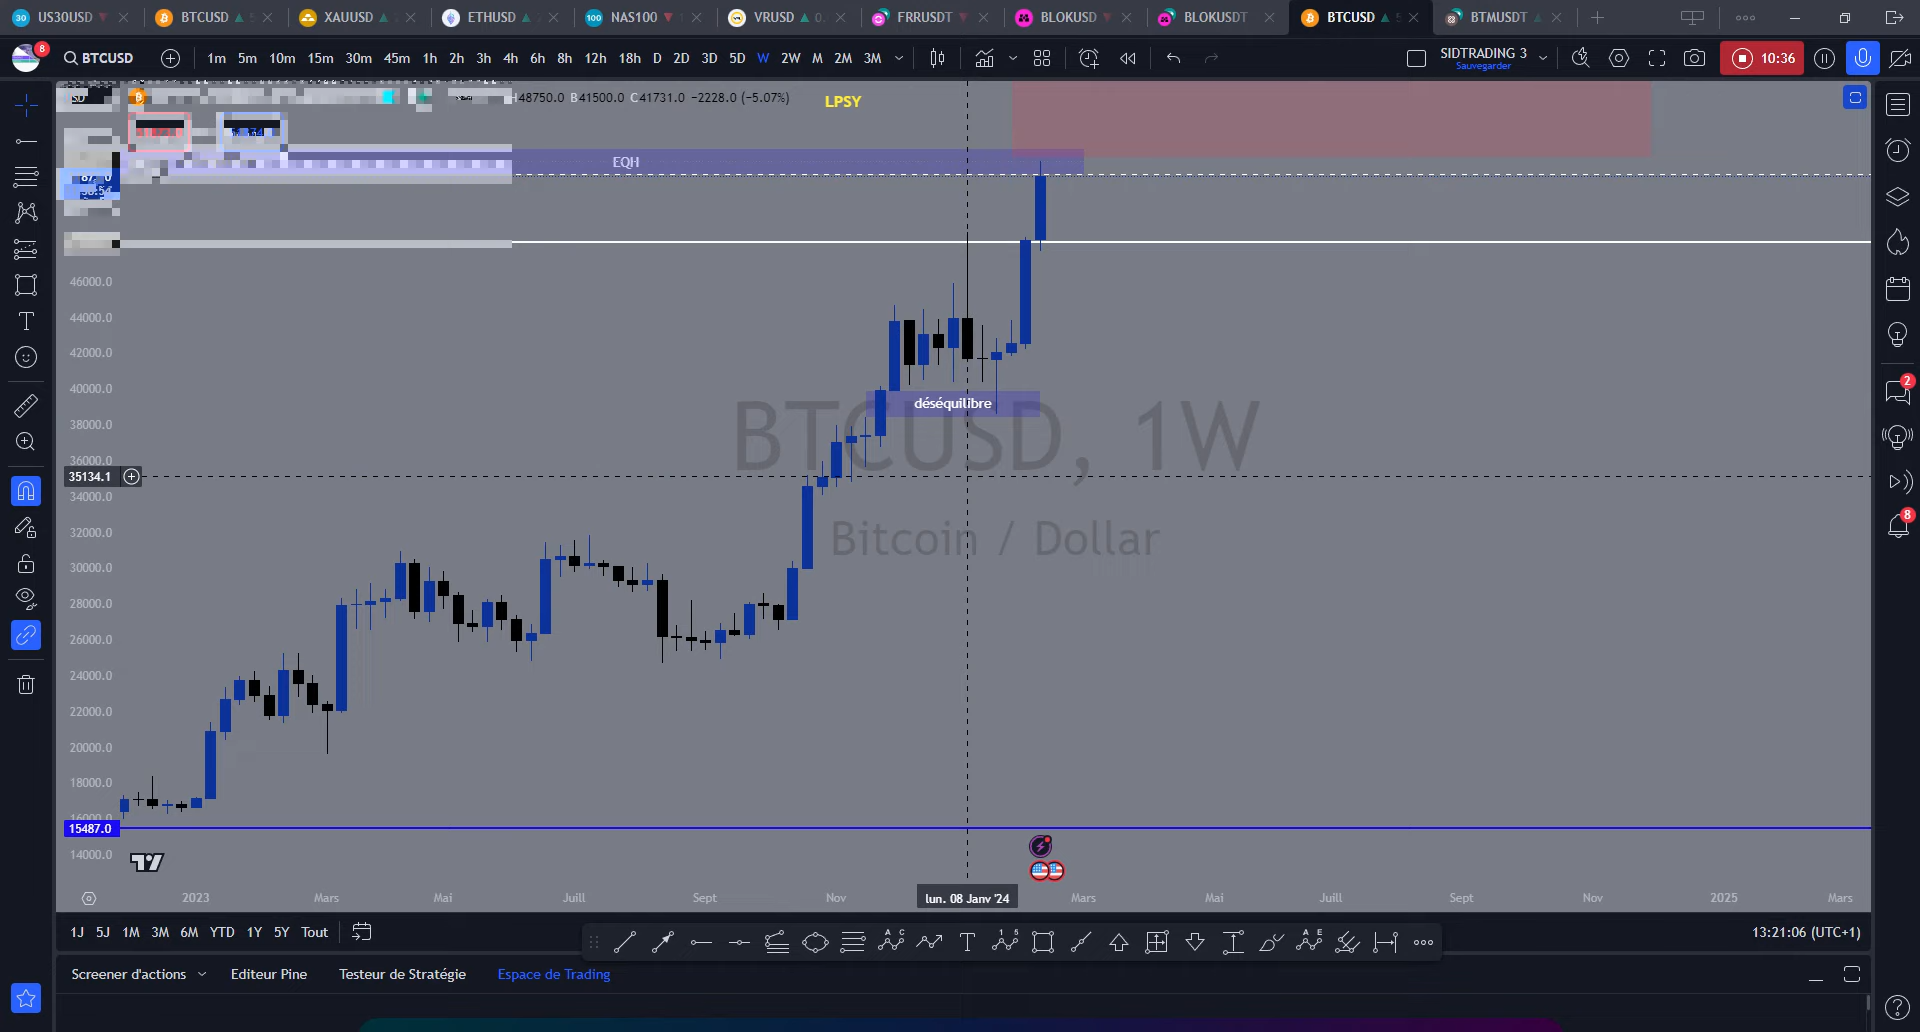 US30USD
BTCUSD
XAUUSD
ETHUSD
NAS100
VRUSD
FRRUSDT
BLOKUSD
BLOKUSDT
BTCUSD
BTMUSDT
8
BTCUSD
1m 5m 10m 15m 30m 45m 1h 2h 3h 4h 6h 8h 12h 18h D 2D 3D 5D W 2W M 2M 3M
SIDTRADING 3
Sauvegarder
10:36
H48750.0 B41500.0 C41731.0 −2228.0 (−5.07%)
LPSY
EQH
46000.0
44000.0
42000.0
40000.0
déséquilibre
38000.0
BTCUSD, 1W
36000.0
35134.1
34000.0
32000.0
Bitcoin / Dollar
30000.0
28000.0
26000.0
24000.0
22000.0
20000.0
18000.0
16000.0
15487.0
14000.0
2023 Mars Mai Juill Sept Nov lun. 08 Janv '24 Mars Mai Juill Sept Nov 2025 Mars
1J 5J 1M 3M 6M YTD 1Y 5Y Tout
13:21:06 (UTC+1)
Screener d'actions Editeur Pine Testeur de Stratégie Espace de Trading
2
8